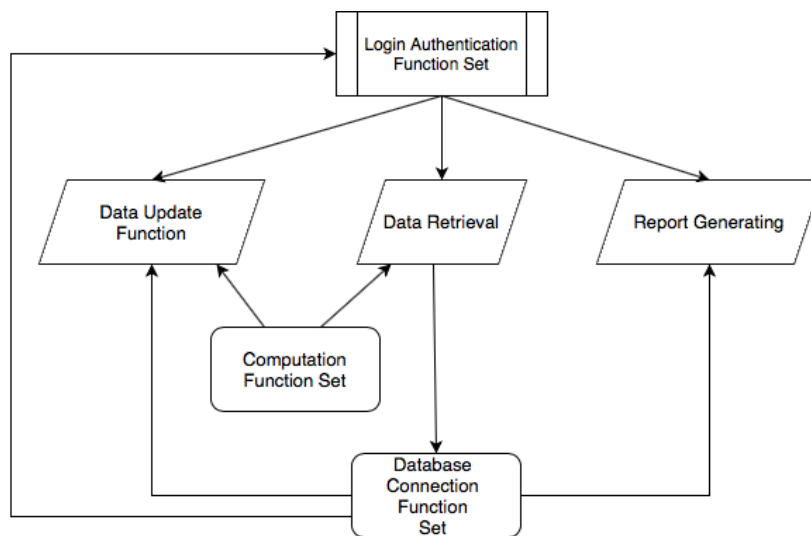 Login Authentication
Function Set
Data Update
Function
Data Retrieval
Report Generating
Computation
Function Set
Database
Connection
Function
Set